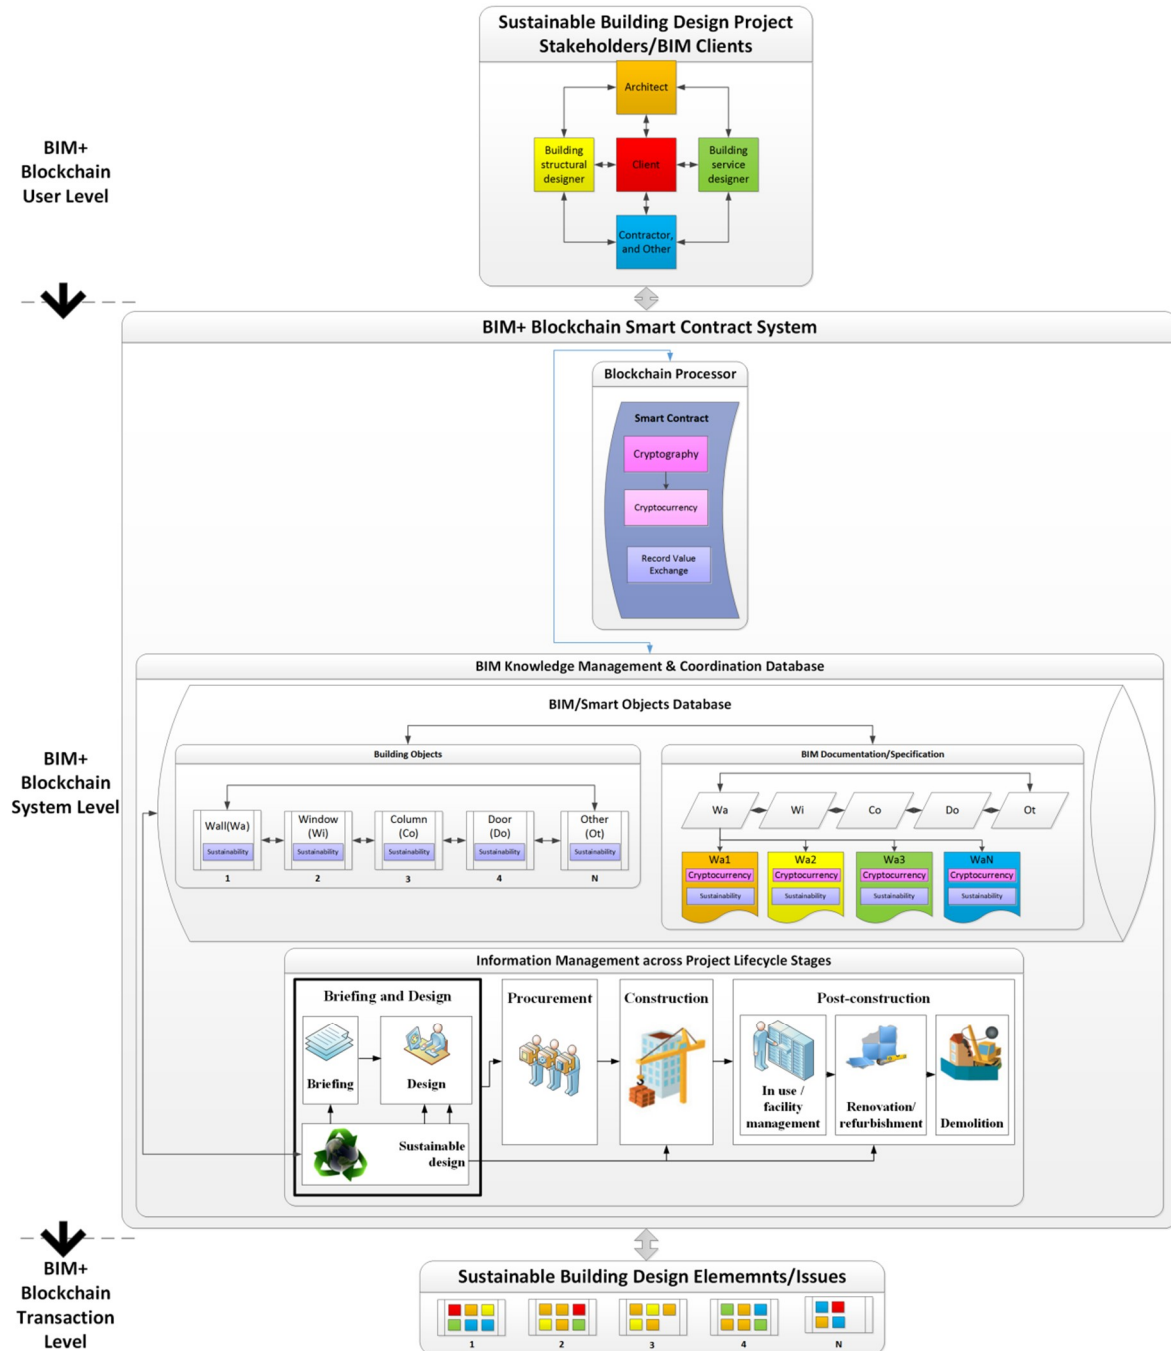 Sustainable Building Design Project
Stakeholders/BIM Clients
Architect
Building
structural
designer
Client
Building
service
designer
Contractor,
and Other
BIM+
Blockchain
User Level
BIM+ Blockchain Smart Contract System
Blockchain Processor
Smart Contract
Cryptography
Cryptocurrency
Record Value
Exchange
BIM Knowledge Management & Coordination Database
BIM/Smart Objects Database
BIM+
Blockchain
System Level
Building Objects
Wall(Wa)
Sustainability
1
Window
(Wi)
Sustainability
2
Column
(Co)
Sustainability
3
Door
(Do)
Sustainability
4
Other
(Ot)
Sustainability
N
BIM Documentation/Specification
Wa
Wi
Co
Do
Ot
Wa1
Cryptocurrency
Sustainability
Wa2
Cryptocurrency
Sustainability
Wa3
Cryptocurrency
Sustainability
WaN
Cryptocurrency
Sustainability
Information Management across Project Lifecycle Stages
Briefing and Design
Briefing
Design
Sustainable
design
Procurement
Construction
Post-construction
In use /
facility
management
Renovation/
refurbishment
Demolition
BIM+
Blockchain
Transaction
Level
Sustainable Building Design Elememnts/Issues
1
2
3
4
N